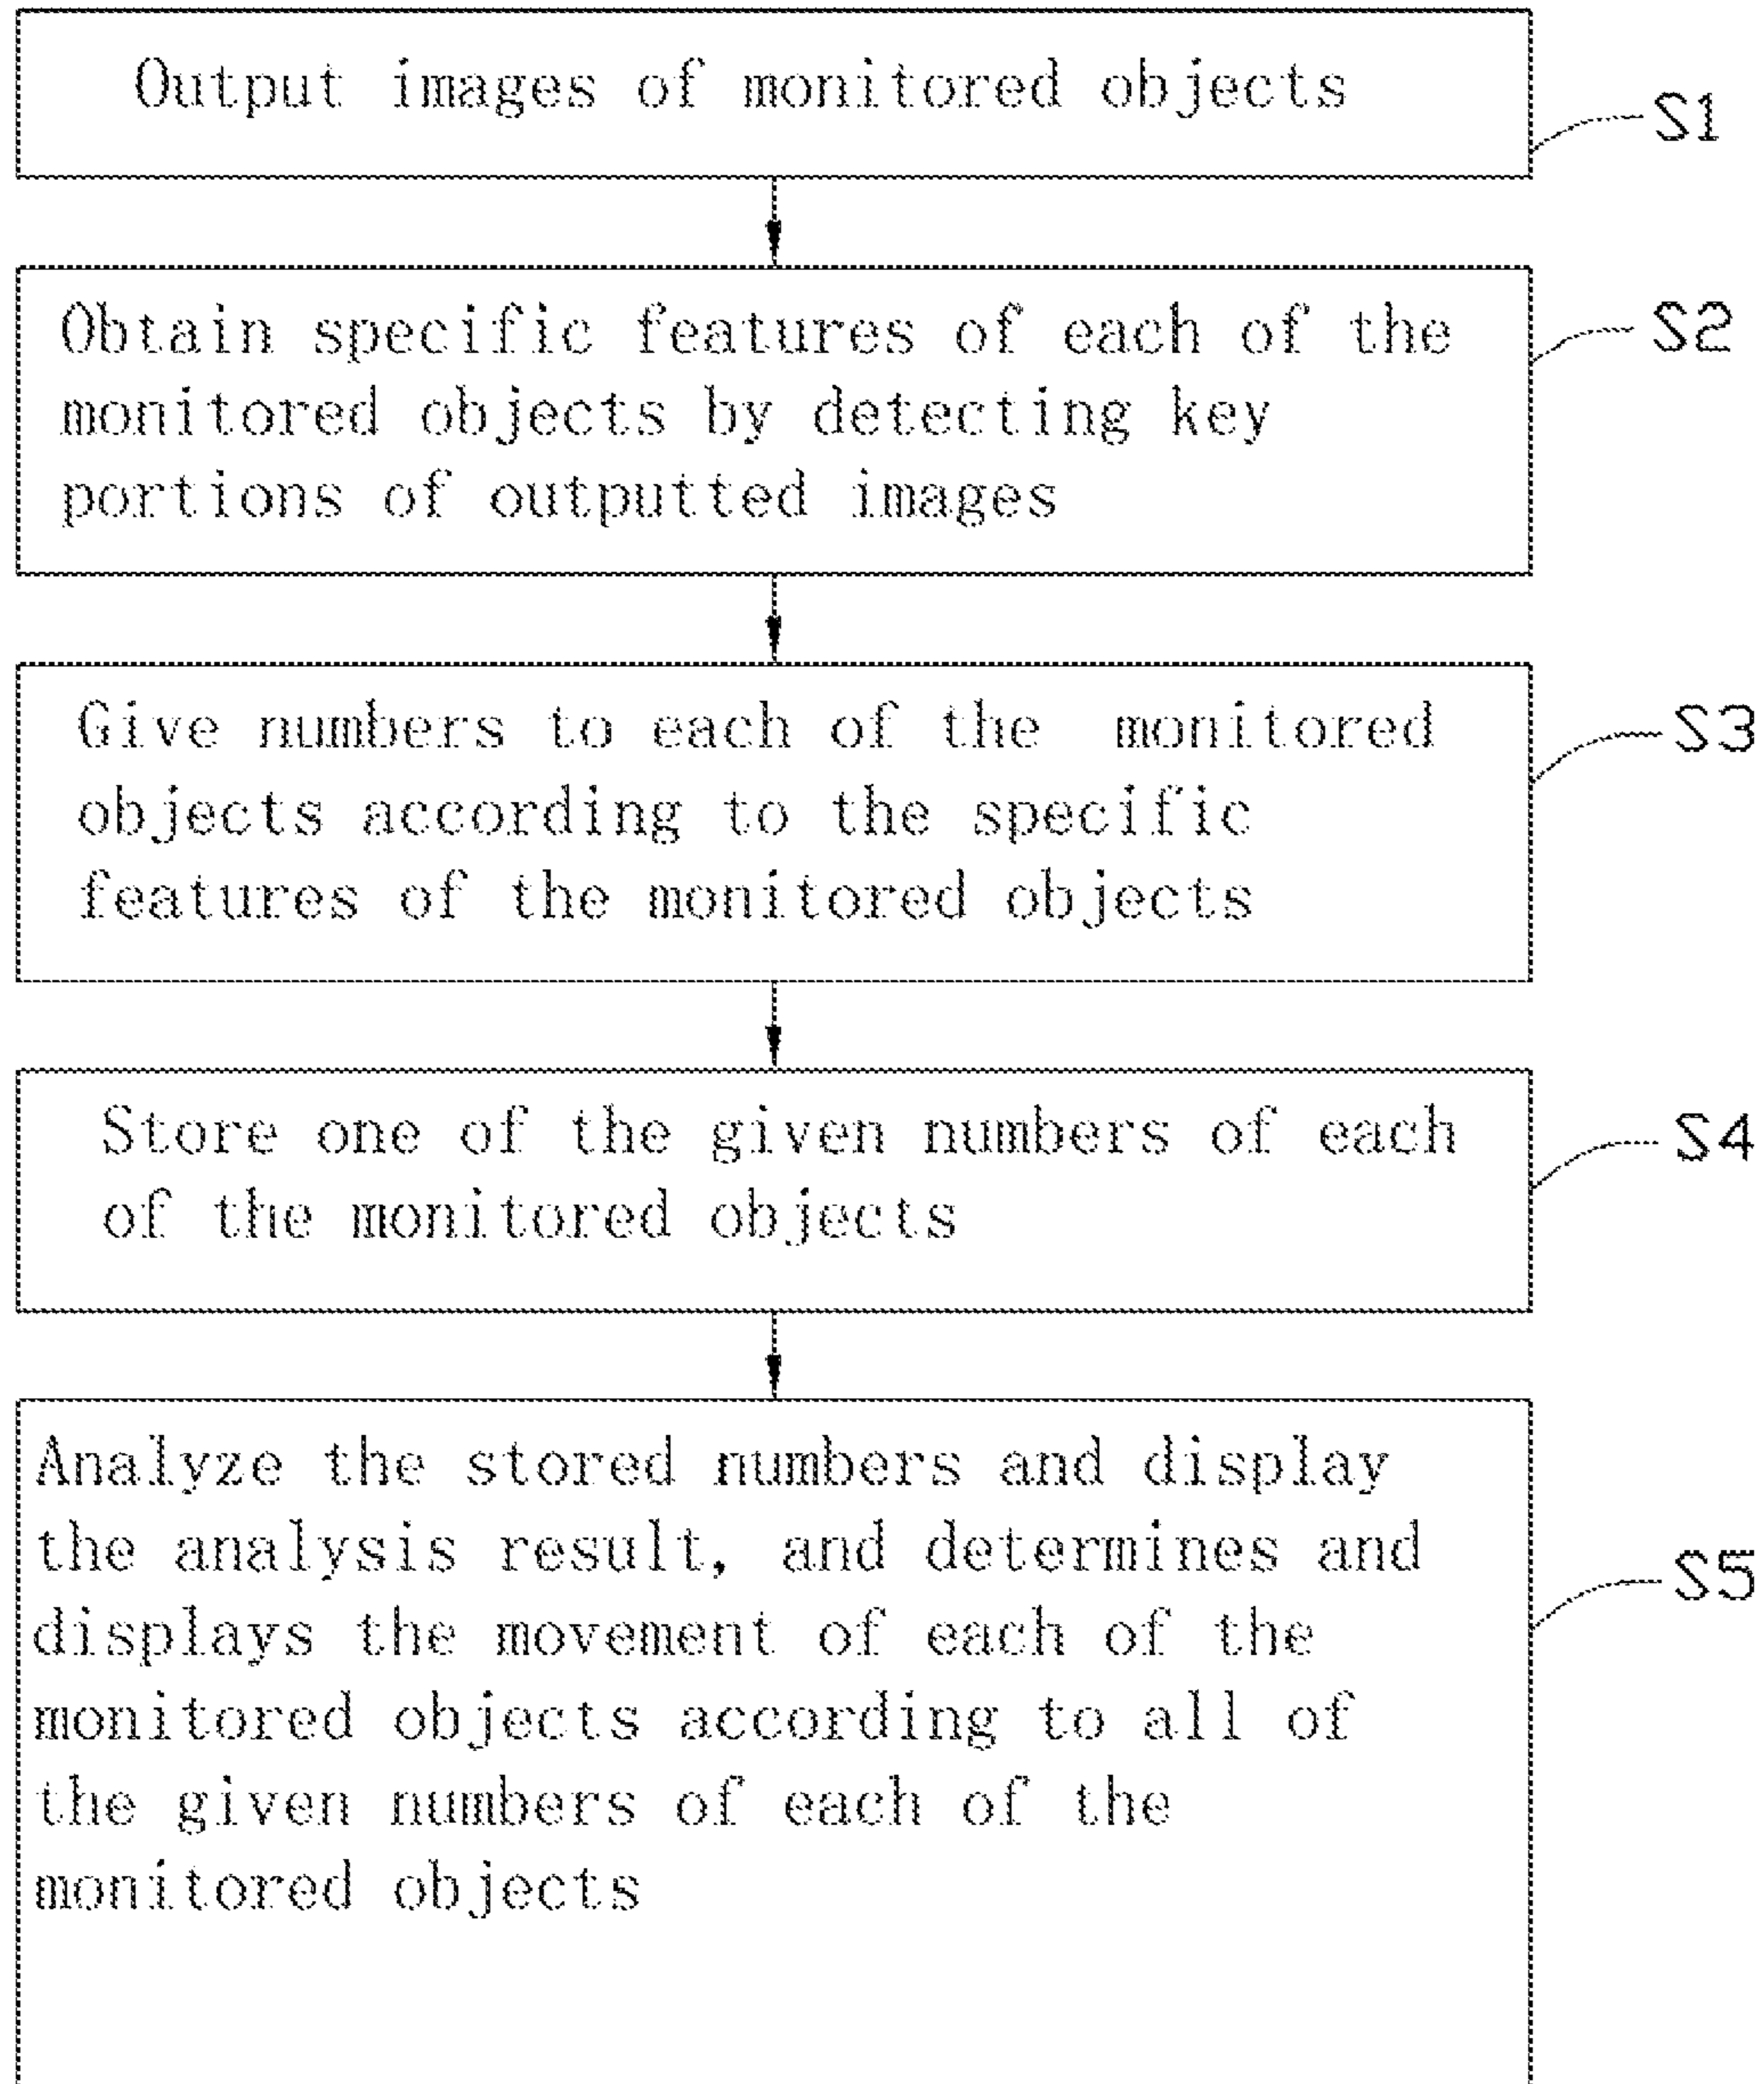 Output images of monitored objects
S1
Obtain specific features of each of the
monitored objects by detecting key
portions of outputted images
S2
Give numbers to each of the monitored
objects according to the specific
features of the monitored objects
S3
Store one of the given numbers of each
of the monitored objects
S4
Analyze the stored numbers and display
the analysis result, and determines and
displays the movement of each of the
monitored objects according to all of
the given numbers of each of the
monitored objects
S5